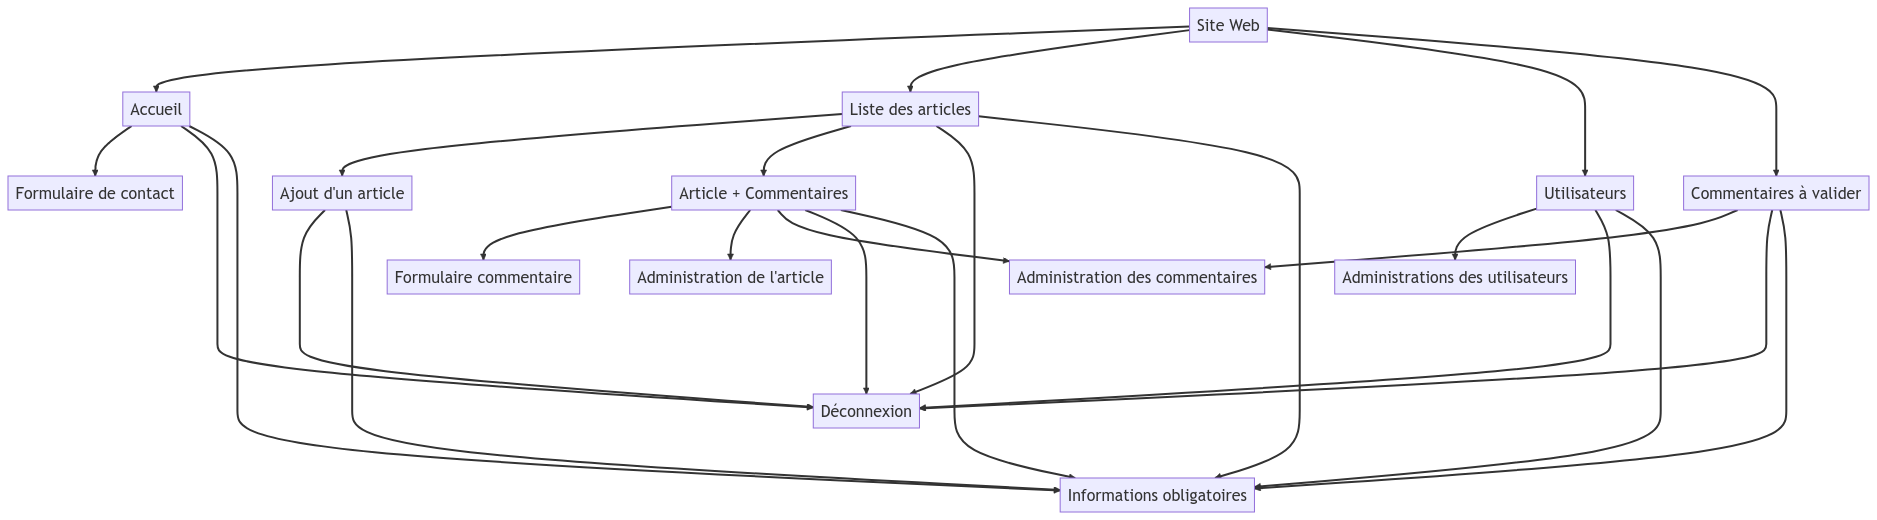 Site Web
Accueil
Liste des articles
Formulaire de contact
Ajout d'un article
Article + Commentaires
Utilisateurs
Commentaires à valider
Formulaire commentaire
Administration de l'article
Administration des commentaires
Administrations des utilisateurs
Déconnexion
Informations obligatoires